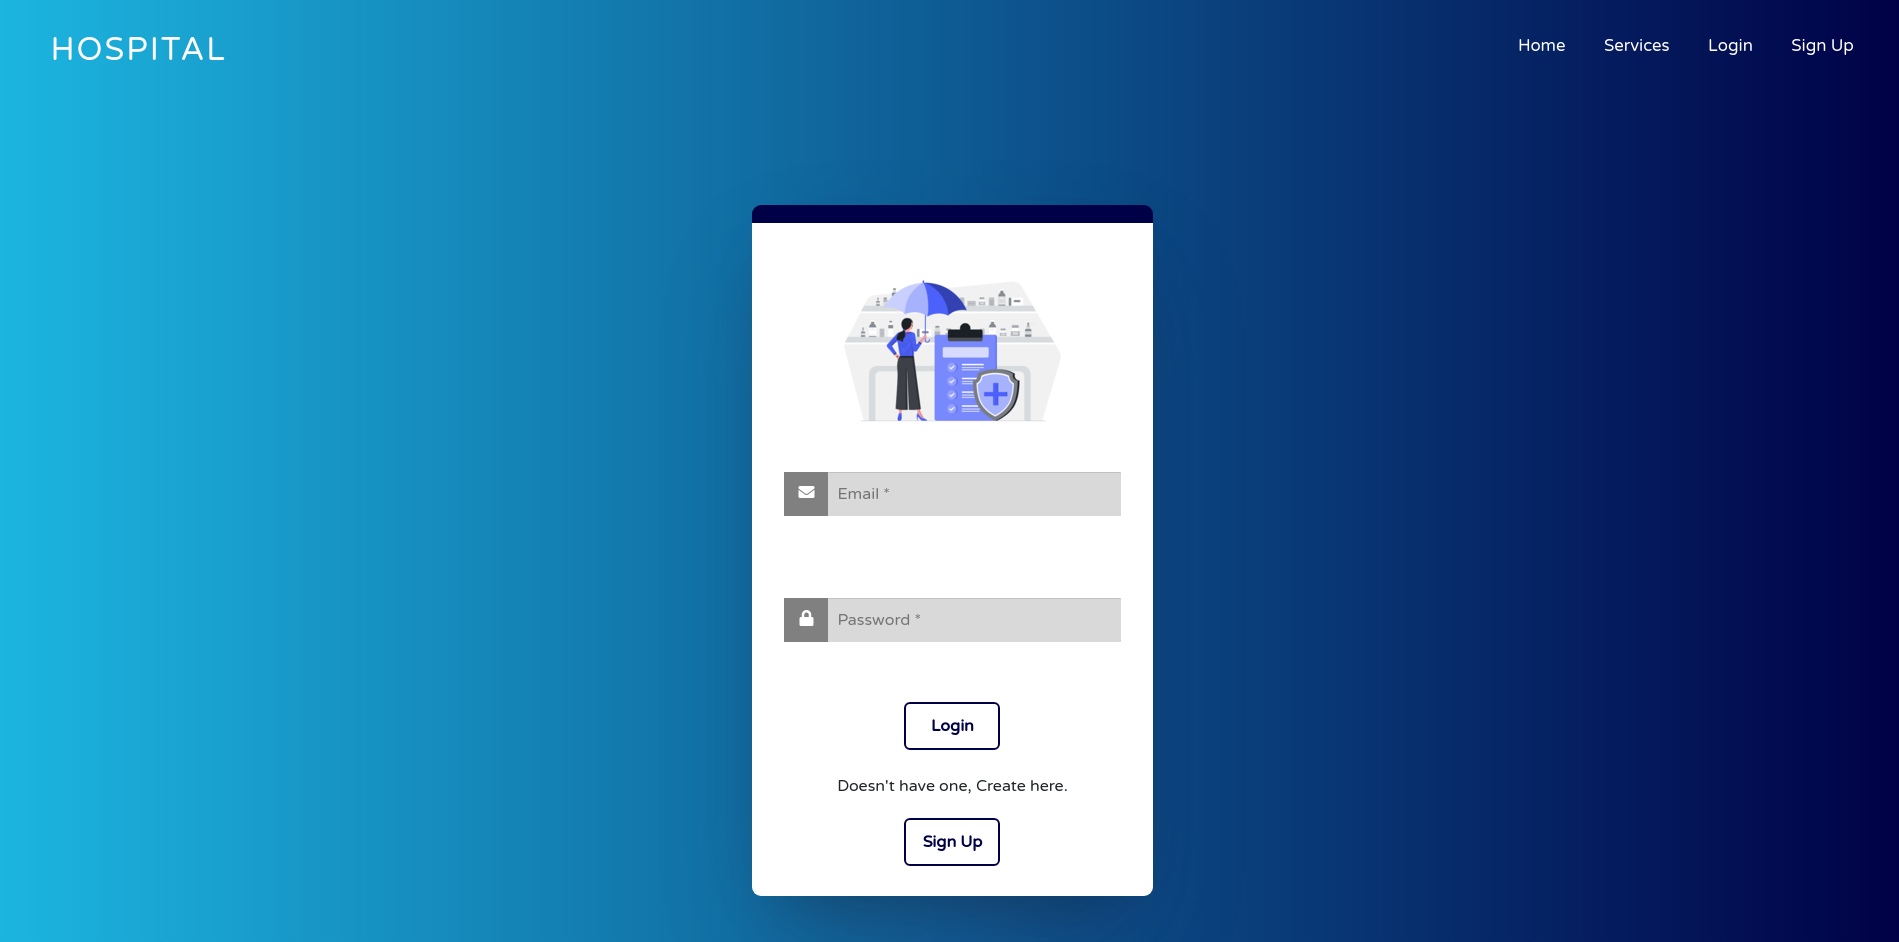 HOSPITAL
Home Services Login Sign Up
Email *
Password *
Login
Doesn't have one, Create here.
Sign Up